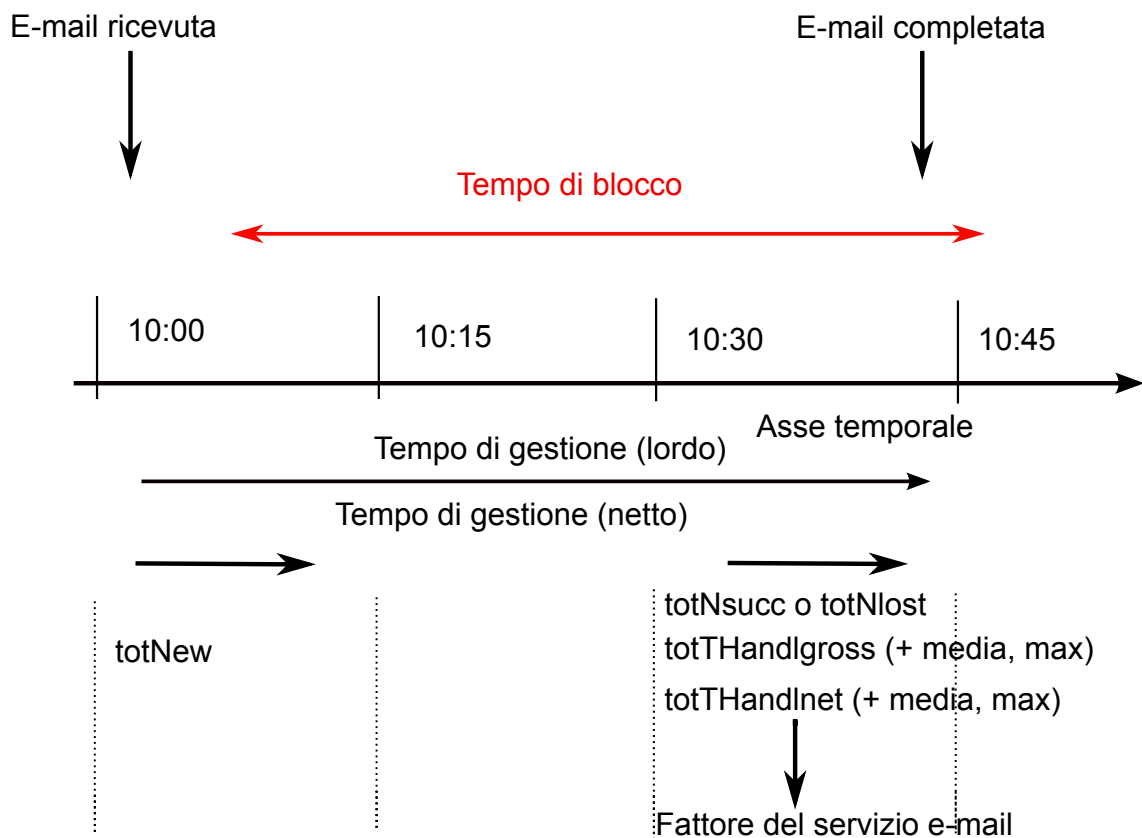 E-mail ricevuta
E-mail completata
Tempo di blocco
10:00
10:15
10:30
10:45
Asse temporale
Tempo di gestione (lordo)
Tempo di gestione (netto)
totNew
totNsucc o totNlost
totTHandlgross (+ media, max)
totTHandlnet (+ media, max)
Fattore del servizio e-mail